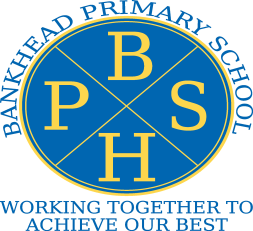 BANKHEAD PRIMARY SCHOOL
B
P S
H
WORKING TOGETHER TO
ACHIEVE OUR BEST